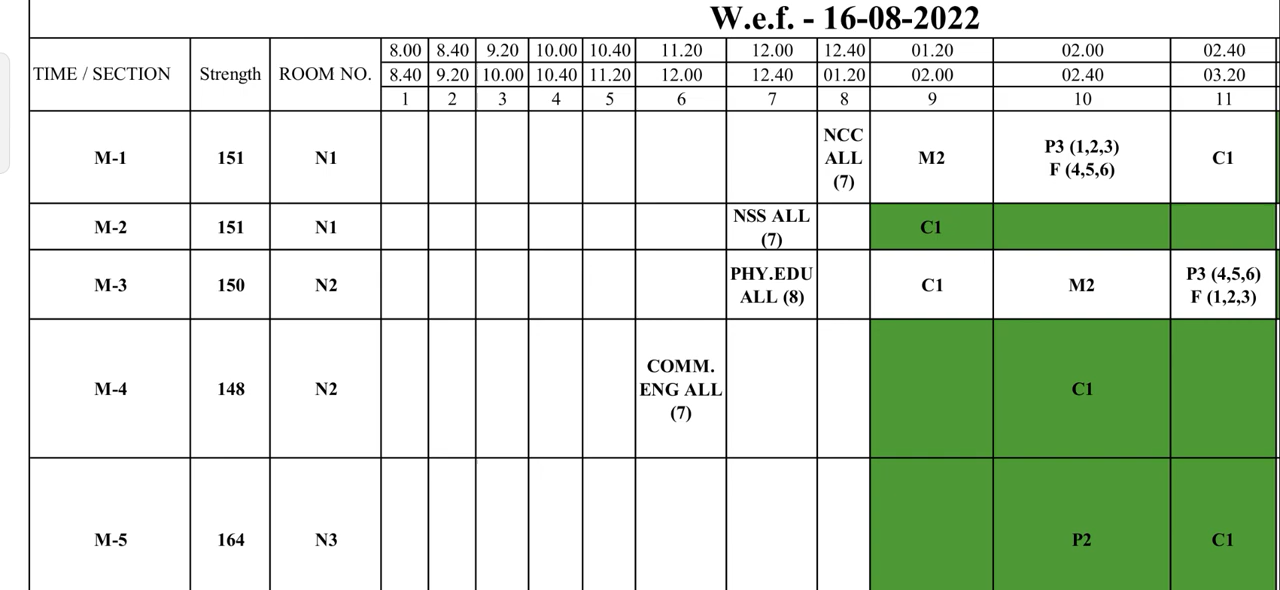 W.e.f. - 16-08-2022
TIME / SECTION Strength ROOM NO. 8.00 8.40 9.20 10.00 10.40 11.20 12.00 12.40 01.20 02.00 02.40
8.40 9.20 10.00 10.40 11.20 12.00 12.40 01.20 02.00 02.40 03.20
1 2 3 4 5 6 7 8 9 10 11
M-1 151 N1 NCC ALL (7) M2 P3 (1,2,3) F (4,5,6) C1
M-2 151 N1 NSS ALL (7) C1
M-3 150 N2 PHY.EDU ALL (8) C1 M2 P3 (4,5,6) F (1,2,3)
M-4 148 N2 COMM. ENG ALL (7) C1
M-5 164 N3 P2 C1